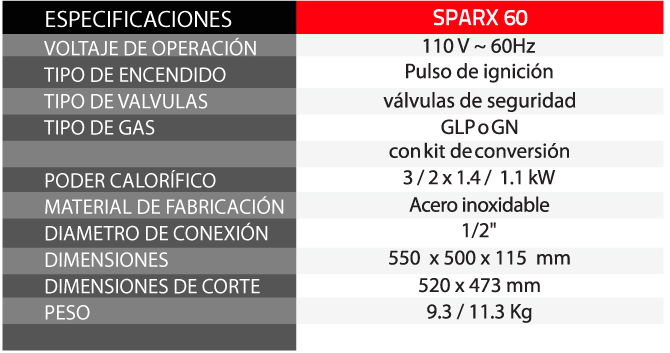 ESPECIFICACIONES SPARX 60
VOLTAJE DE OPERACIÓN 110 V ~ 60Hz
TIPO DE ENCENDIDO Pulso de ignición
TIPO DE VALVULAS válvulas de seguridad
TIPO DE GAS GLP o GN
con kit de conversión
PODER CALORÍFICO 3 / 2 x 1.4 / 1.1 kW
MATERIAL DE FABRICACIÓN Acero inoxidable
DIAMETRO DE CONEXIÓN 1/2"
DIMENSIONES 550 x 500 x 115 mm
DIMENSIONES DE CORTE 520 x 473 mm
PESO 9.3 / 11.3 Kg